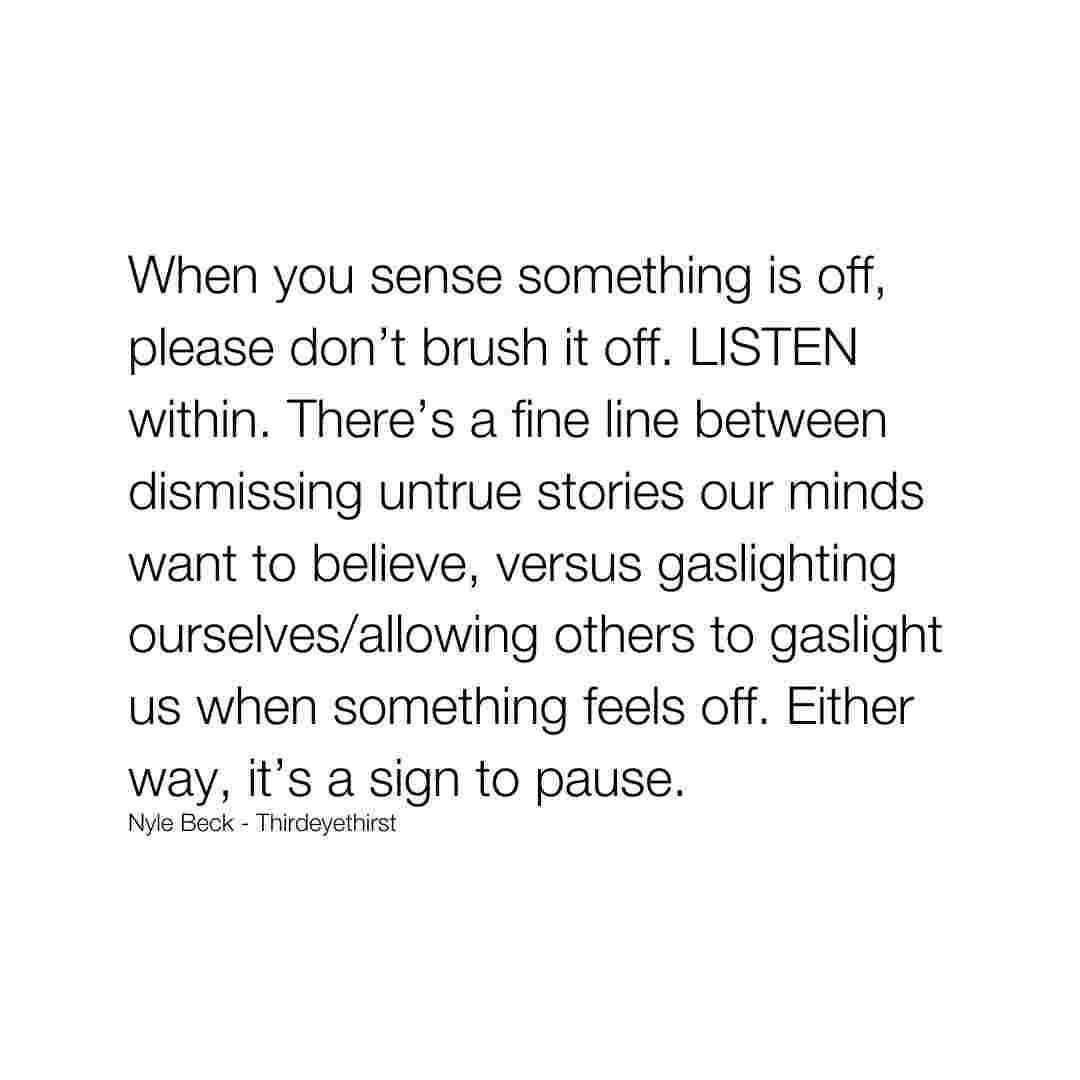 When you sense something is off,
please don’t brush it off. LISTEN
within. There’s a fine line between
dismissing untrue stories our minds
want to believe, versus gaslighting
ourselves/allowing others to gaslight
us when something feels off. Either
way, it’s a sign to pause.
Nyle Beck - Thirdeyethirst